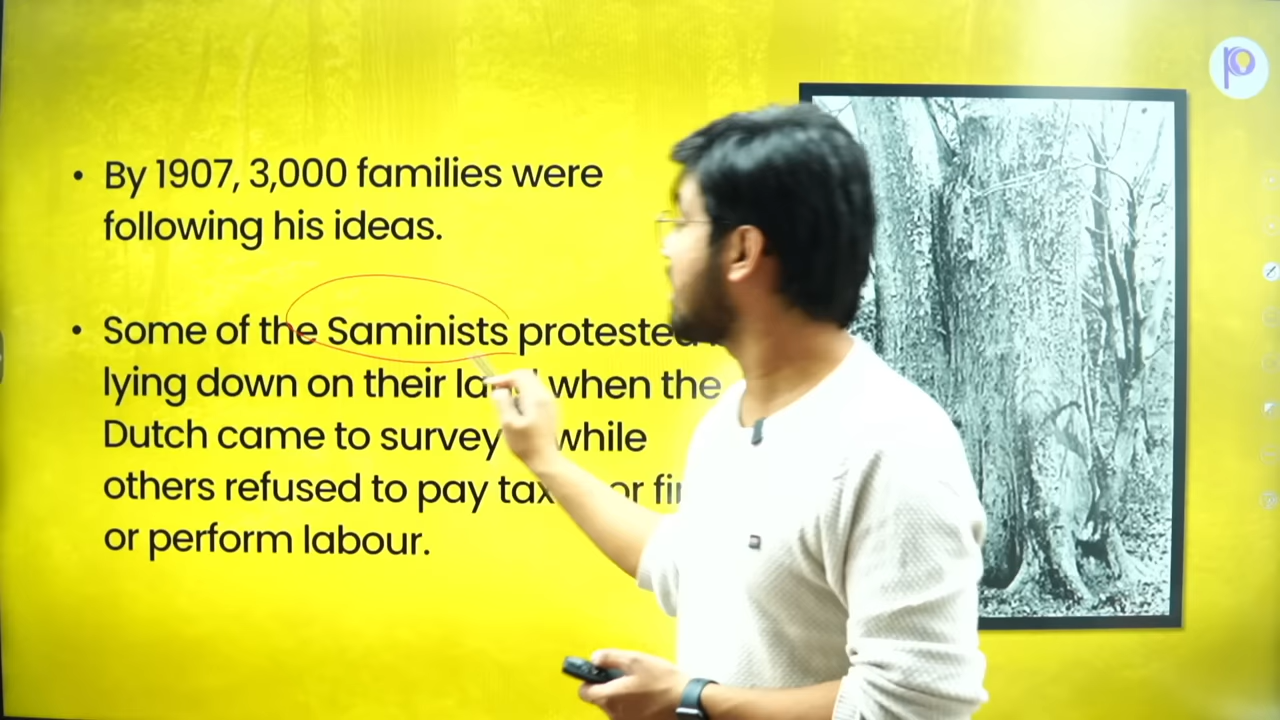 • By 1907, 3,000 families were
following his ideas.
• Some of the Saminists protested
lying down on their when the
Dutch came to survey while
others refused to pay or
or perform labour.